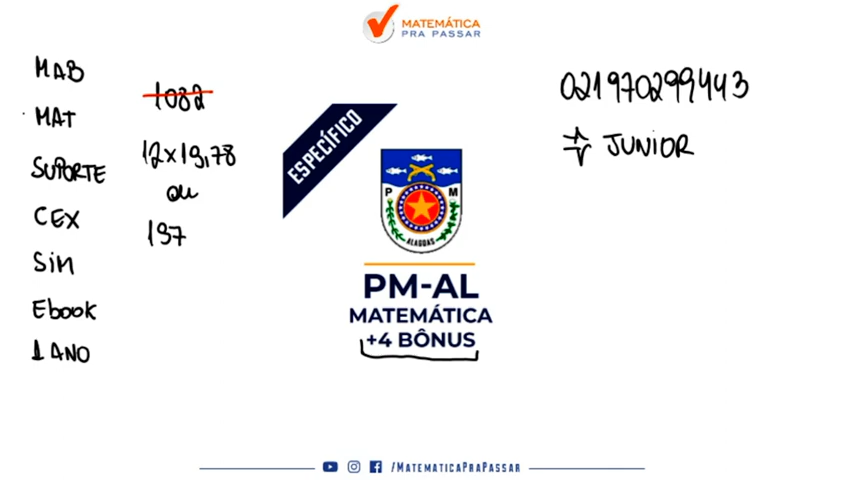 MATEMÁTICA
PRA PASSAR
MAB
MAT
SUPORTE
CEX
Sim
Ebook
1 ANO
1082
12x19,78
ou
197
ESPECÍFICO
P M
ALAGOAS
PM-AL
MATEMÁTICA
+4 BÔNUS
021970299443
JUNIOR
/MATEMATICAPRAPASSAR